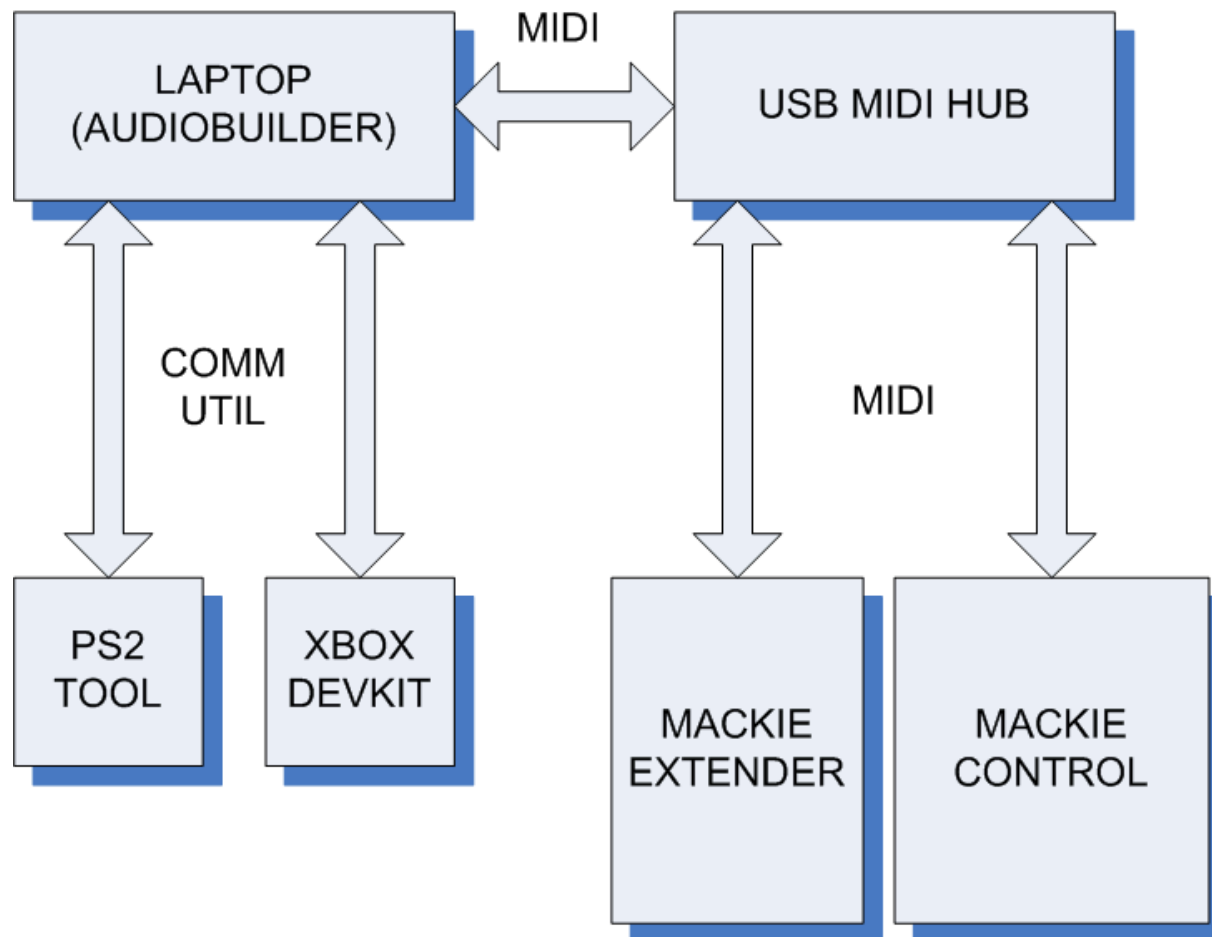 MIDI
LAPTOP
(AUDIOBUILDER)
USB MIDI HUB
COMM
UTIL
MIDI
PS2
TOOL
XBOX
DEVKIT
MACKIE
EXTENDER
MACKIE
CONTROL